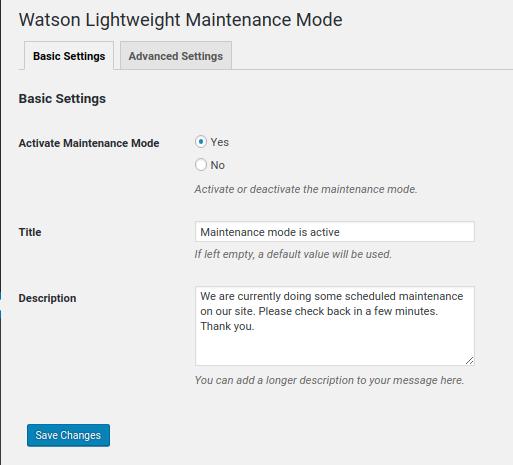 Watson Lightweight Maintenance Mode
Basic Settings
Advanced Settings
Basic Settings
Activate Maintenance Mode
Yes
No
Activate or deactivate the maintenance mode.
Title
Maintenance mode is active
If left empty, a default value will be used.
Description
We are currently doing some scheduled maintenance
on our site. Please check back in a few minutes.
Thank you.
You can add a longer description to your message here.
Save Changes